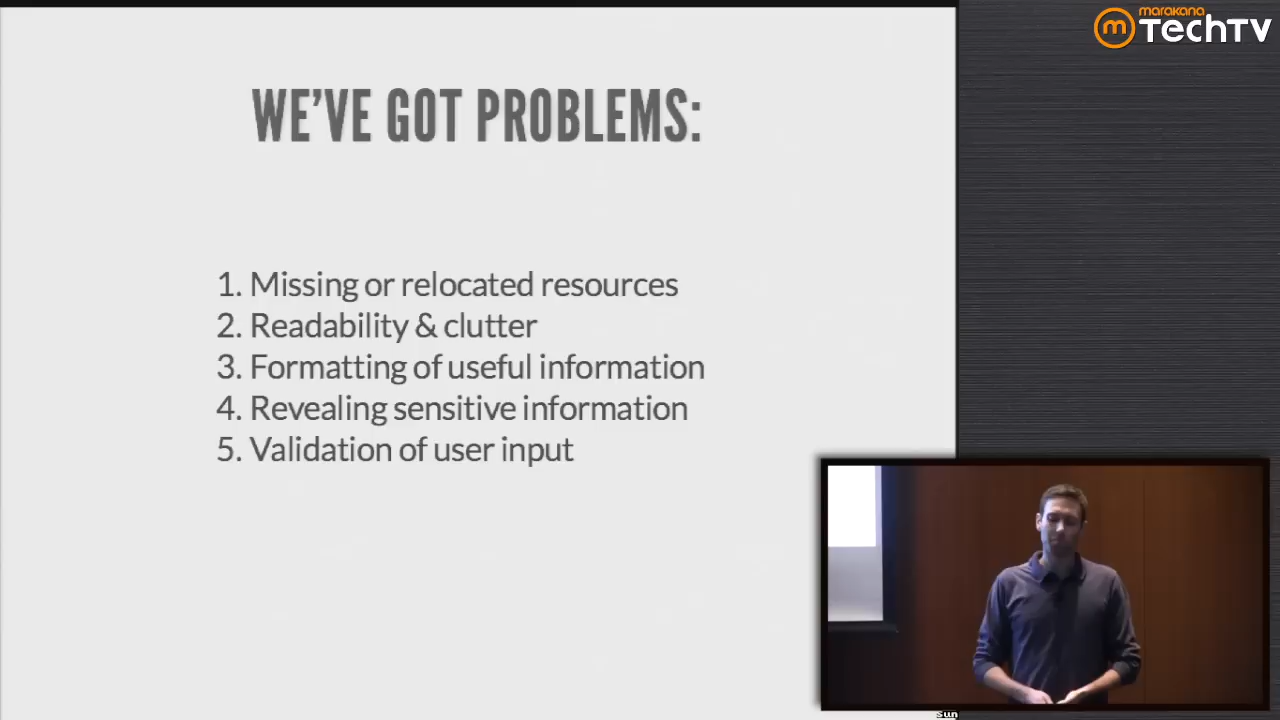 marakana
TechTV
WE'VE GOT PROBLEMS:
1. Missing or relocated resources
2. Readability & clutter
3. Formatting of useful information
4. Revealing sensitive information
5. Validation of user input
sun